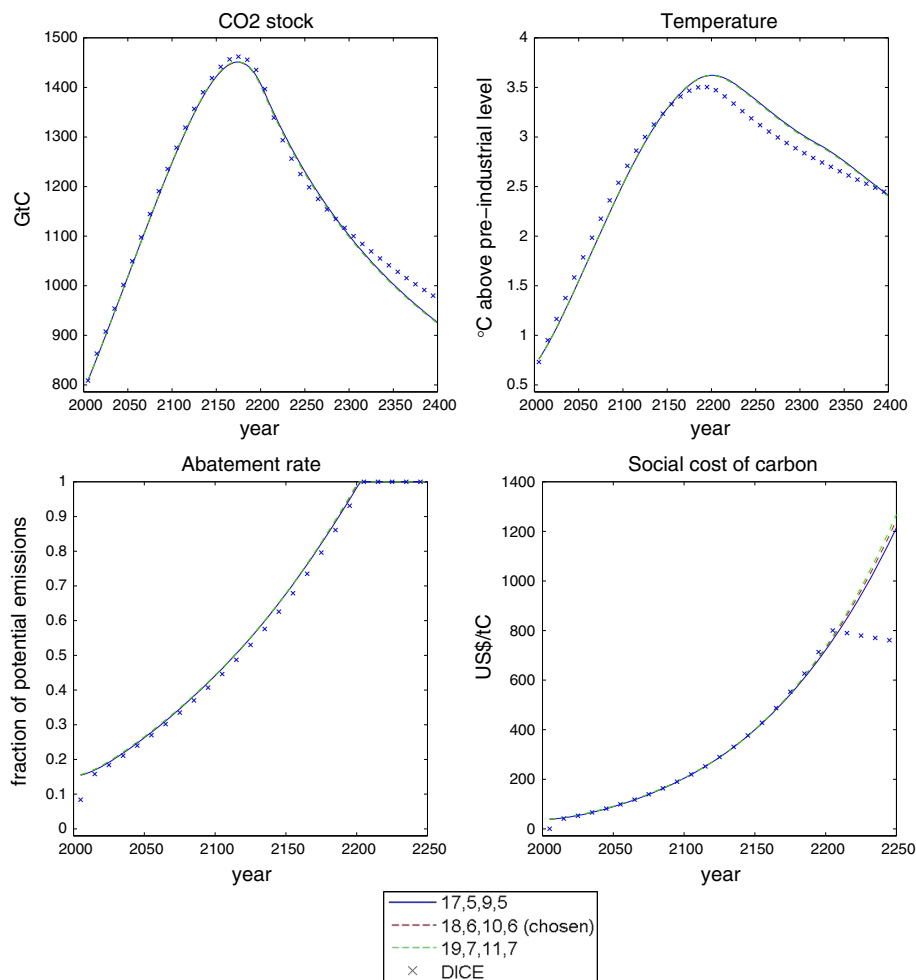 CO2 stock
1500
1400
1300
1200
1100
1000
900
800
GtC
2000 2050 2100 2150 2200 2250 2300 2350 2400
year
Temperature
4
3.5
3
2.5
2
1.5
1
0.5
°C above pre−industrial level
2000 2050 2100 2150 2200 2250 2300 2350 2400
year
Abatement rate
1
0.9
0.8
0.7
0.6
0.5
0.4
0.3
0.2
0.1
0
fraction of potential emissions
2000 2050 2100 2150 2200 2250
year
Social cost of carbon
1400
1200
1000
800
600
400
200
0
US$/tC
2000 2050 2100 2150 2200 2250
year
17,5,9,5
18,6,10,6 (chosen)
19,7,11,7
DICE